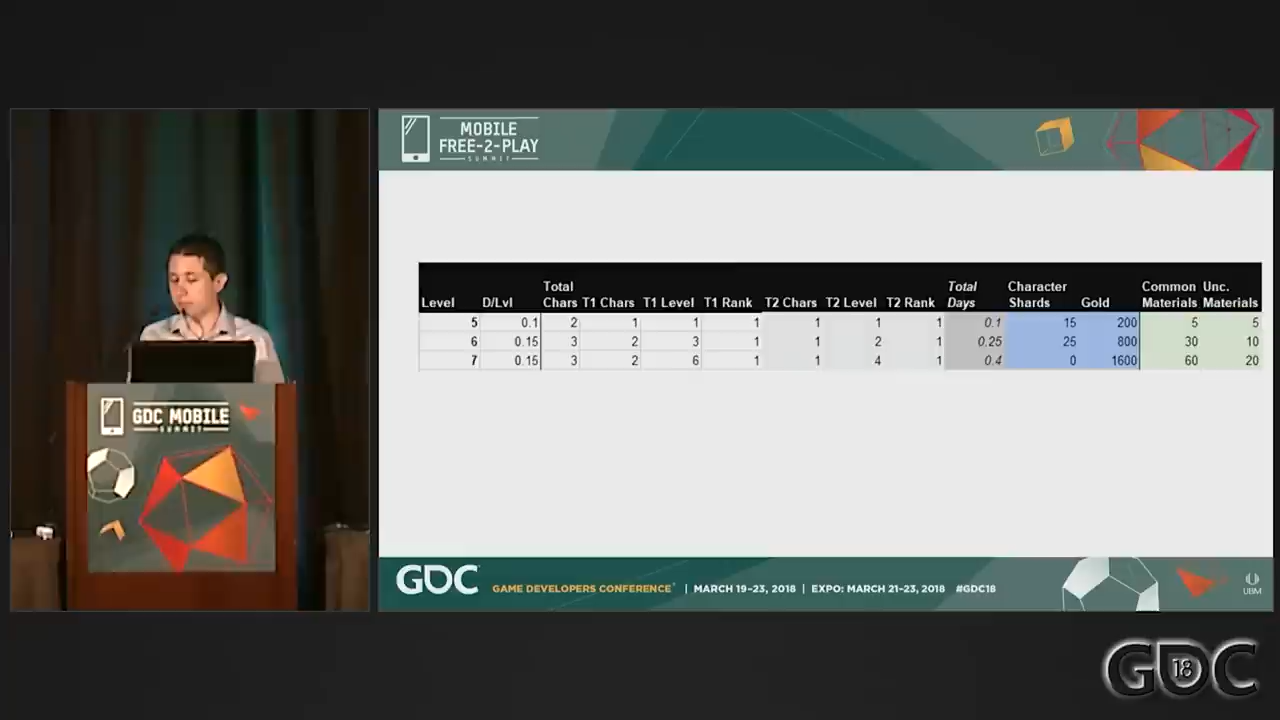 MOBILE
FREE-2-PLAY
SUMMIT
Total Total Character Common Unc.
Level D/Lvl Chars T1 Chars T1 Level T1 Rank T2 Chars T2 Level T2 Rank Days Shards Gold Materials Materials
5 0.1 2 1 1 1 1 1 1 0.1 15 200 5 5
6 0.15 3 2 3 1 1 2 1 0.25 25 800 30 10
7 0.15 3 2 6 1 1 4 1 0.4 0 1600 60 20
GDC MOBILE
SUMMIT
GDC GAME DEVELOPERS CONFERENCE | MARCH 19-23, 2018 | EXPO: MARCH 21-23, 2018 #GDC18
UBM
GDC 18